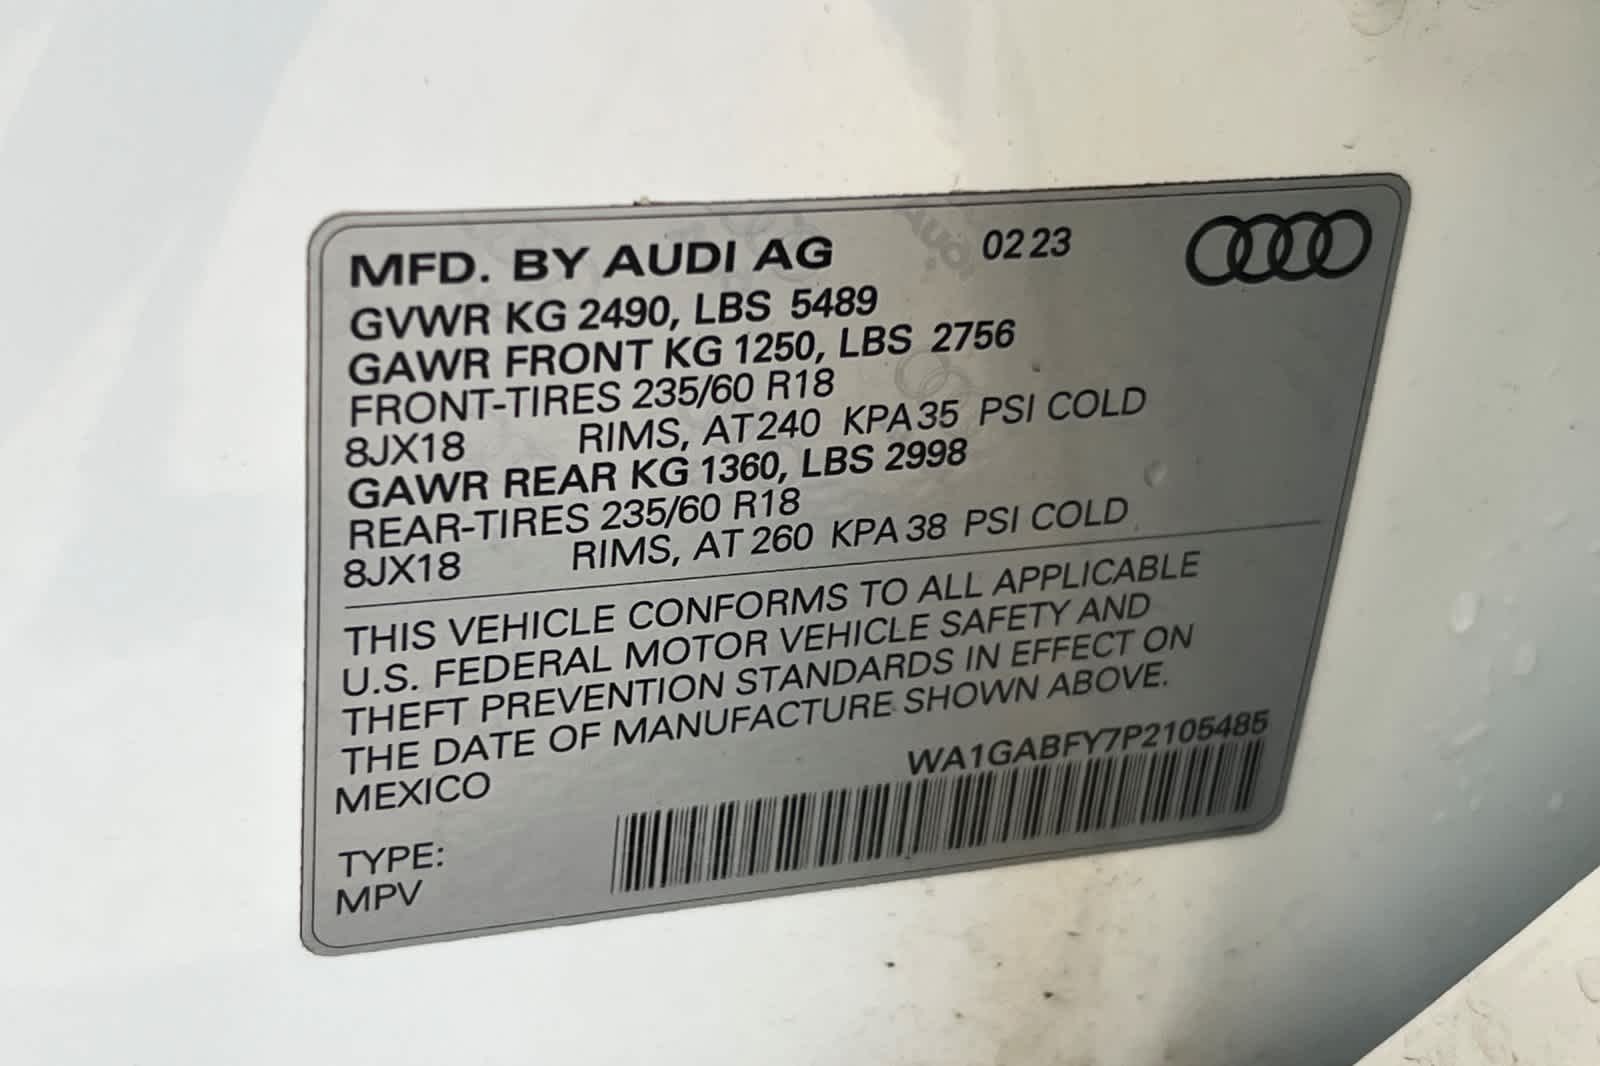 MFD. BY AUDI AG 02 23
GVWR KG 2490, LBS 5489
GAWR FRONT KG 1250, LBS 2756
FRONT-TIRES 235/60 R18
8JX18 RIMS, AT 240 KPA 35 PSI COLD
GAWR REAR KG 1360, LBS 2998
REAR-TIRES 235/60 R18
8JX18 RIMS, AT 260 KPA 38 PSI COLD
THIS VEHICLE CONFORMS TO ALL APPLICABLE
U.S. FEDERAL MOTOR VEHICLE SAFETY AND
THEFT PREVENTION STANDARDS IN EFFECT ON
THE DATE OF MANUFACTURE SHOWN ABOVE.
MEXICO
WA1GABFY7P2105485
TYPE:
MPV